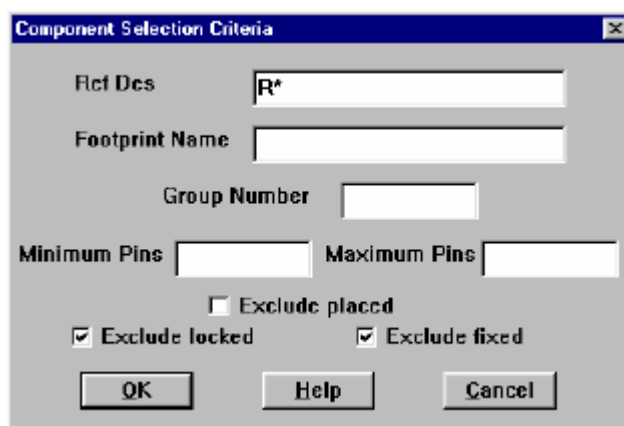 Component Selection Criteria
Ref Des
R*
Footprint Name
Group Number
Minimum Pins Maximum Pins
Exclude placed
Exclude locked Exclude fixed
OK Help Cancel